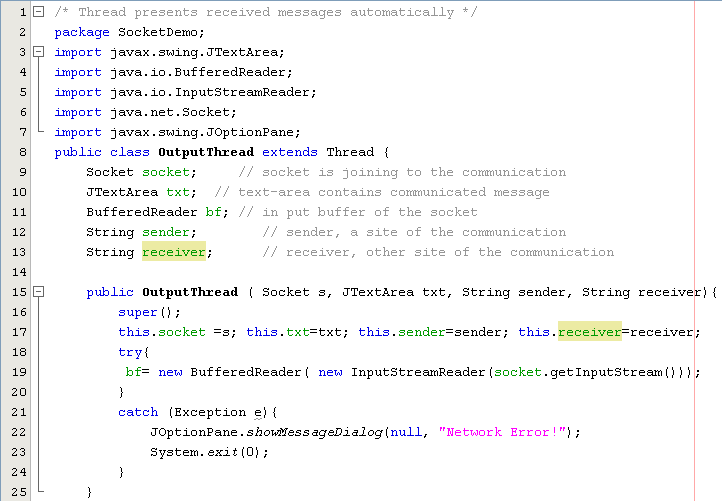 1 /* Thread presents received messages automatically */
2 package SocketDemo;
3 import javax.swing.JTextArea;
4 import java.io.BufferedReader;
5 import java.io.InputStreamReader;
6 import java.net.Socket;
7 import javax.swing.JOptionPane;
8 public class OutputThread extends Thread {
9 Socket socket; // socket is joining to the communication
10 JTextArea txt; // text-area contains communicated message
11 BufferedReader bf; // in put buffer of the socket
12 String sender; // sender, a site of the communication
13 String receiver; // receiver, other site of the communication
14
15 public OutputThread ( Socket s, JTextArea txt, String sender, String receiver){
16 super();
17 this.socket =s; this.txt=txt; this.sender=sender; this.receiver=receiver;
18 try{
19 bf= new BufferedReader( new InputStreamReader(socket.getInputStream()));
20 }
21 catch (Exception e){
22 JOptionPane.showMessageDialog(null, "Network Error!");
23 System.exit(0);
24 }
25 }